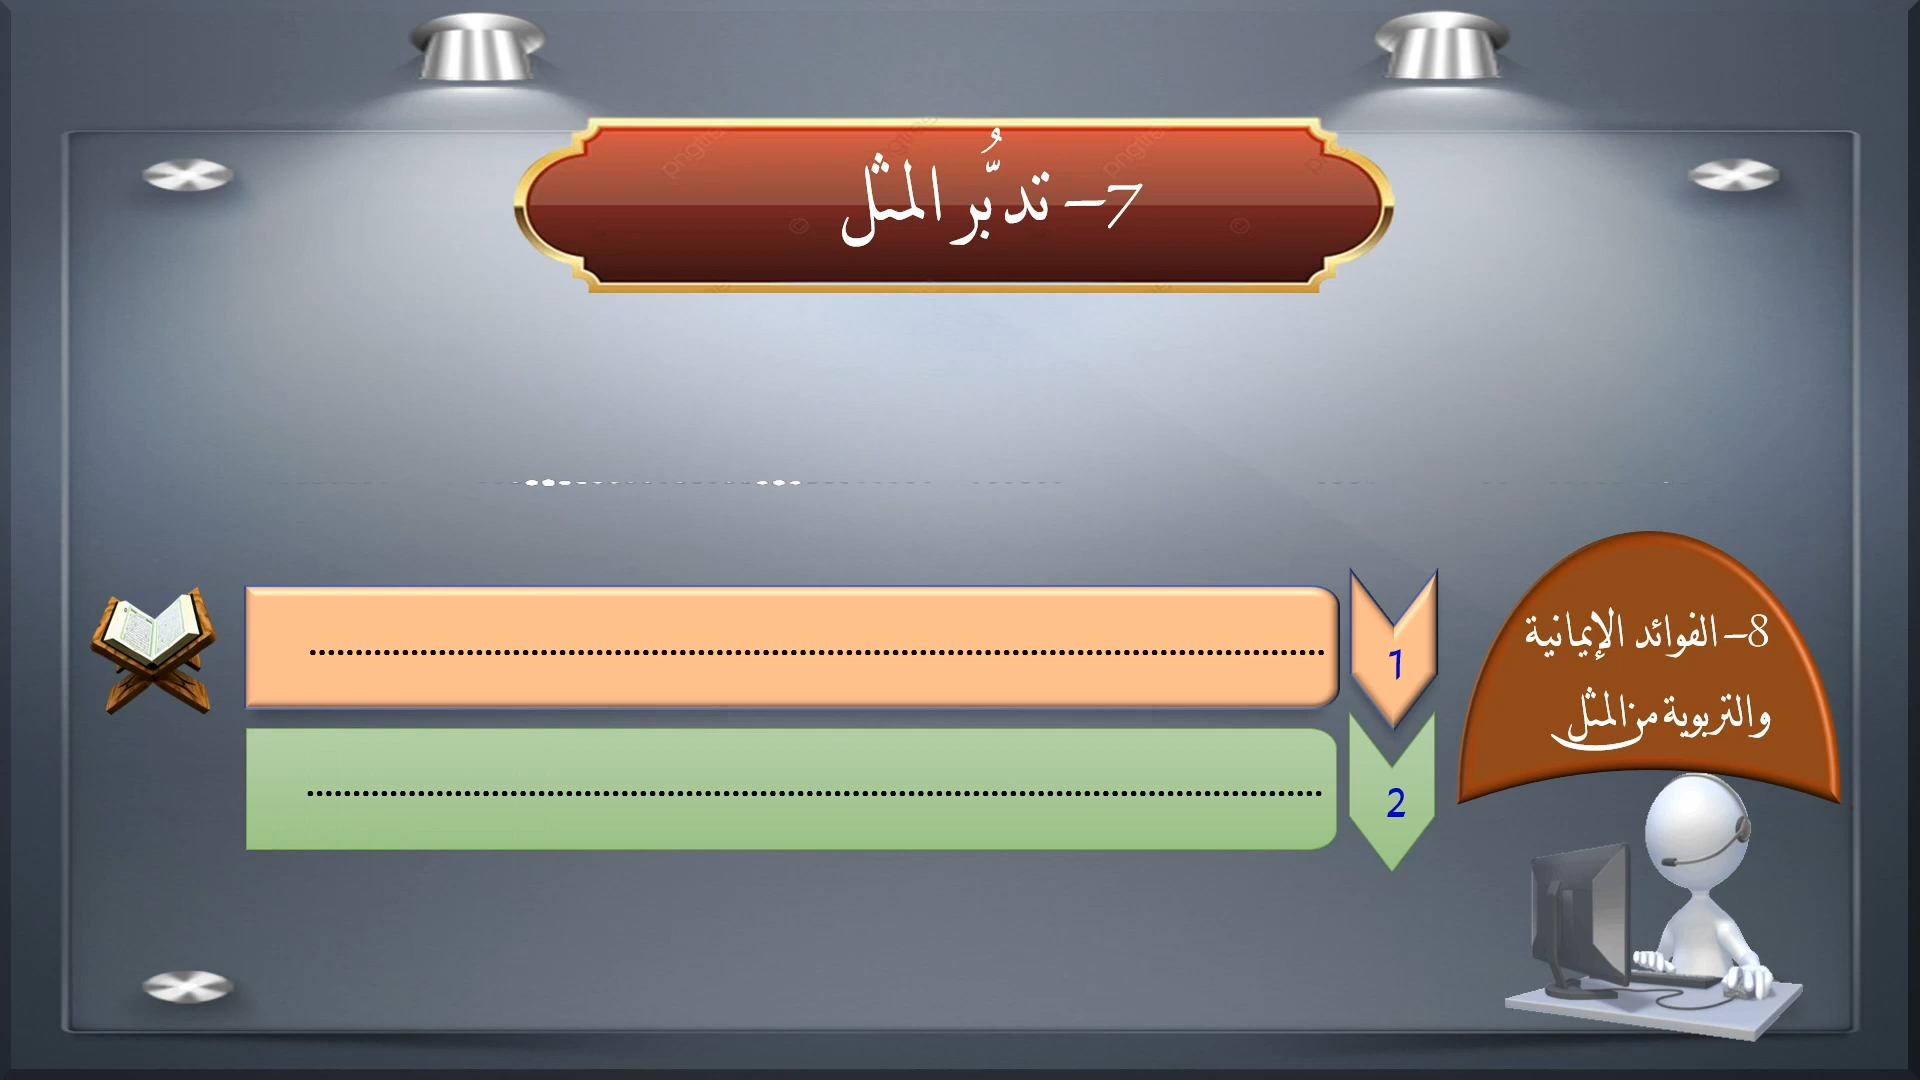 7- تدبُّرُ المثل
8- الفوائد الإيمانية
والتربوية من المثل
1 ........................................................................................................
2 ........................................................................................................